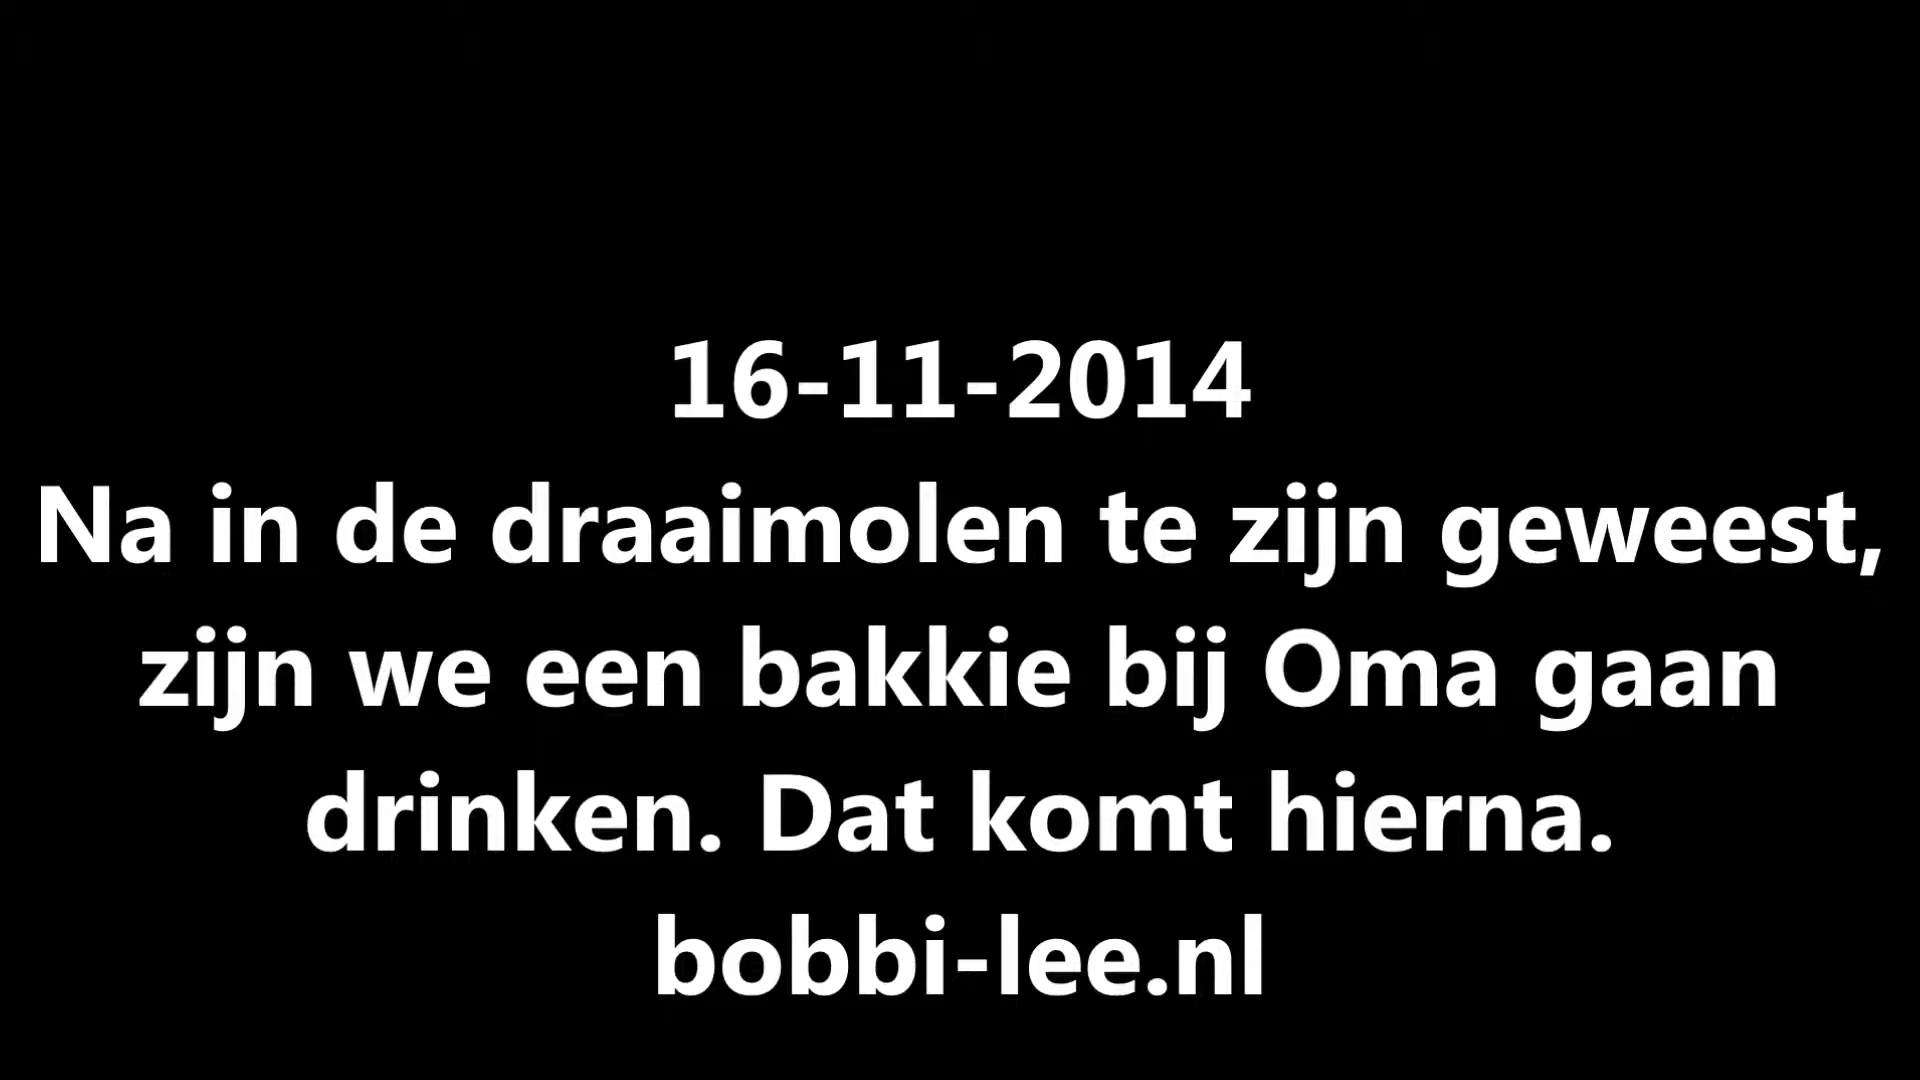 16-11-2014
Na in de draaimolen te zijn geweest,
zijn we een bakkie bij Oma gaan
drinken. Dat komt hierna.
bobbi-lee.nl